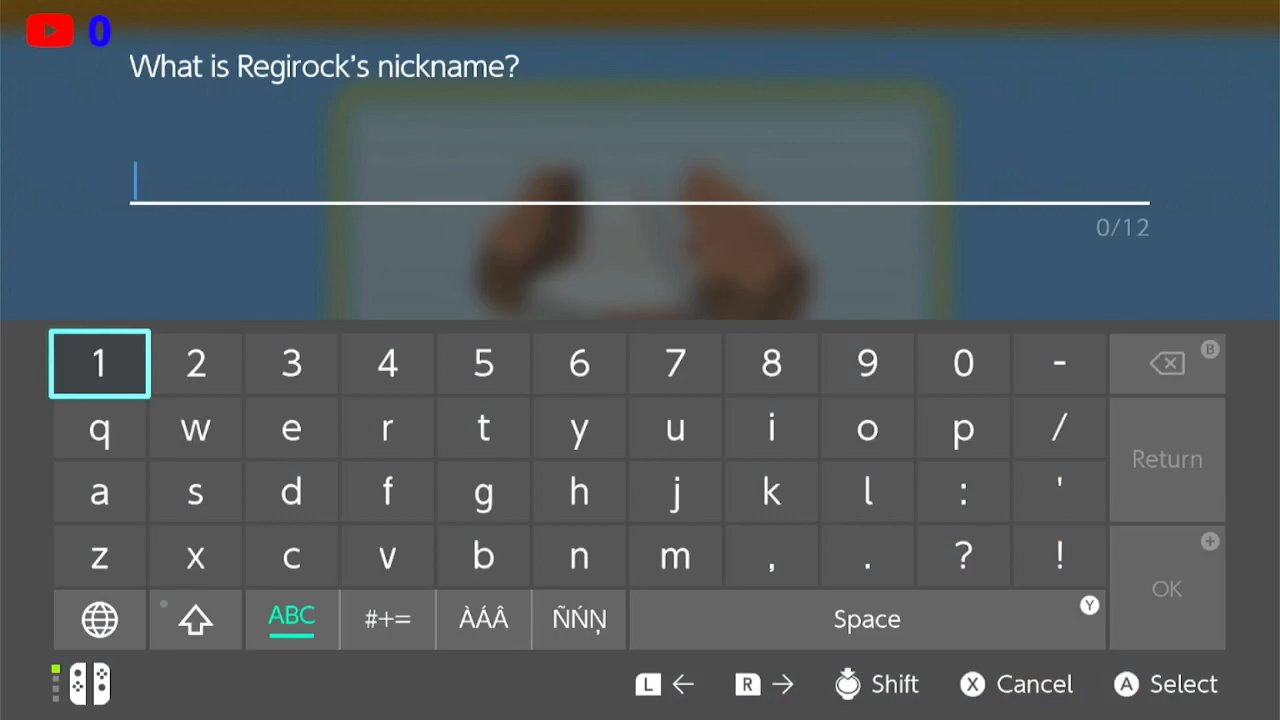 0
What is Regirock's nickname?
0/12
1 2 3 4 5 6 7 8 9 0 -
q w e r t y u i o p /
Return
a s d f g h j k l : '
z x c v b n m , . ? !
OK
ABC #+= ÀÁÂ ÑŃŅ Space Y
B
+
L ← R → Shift X Cancel A Select